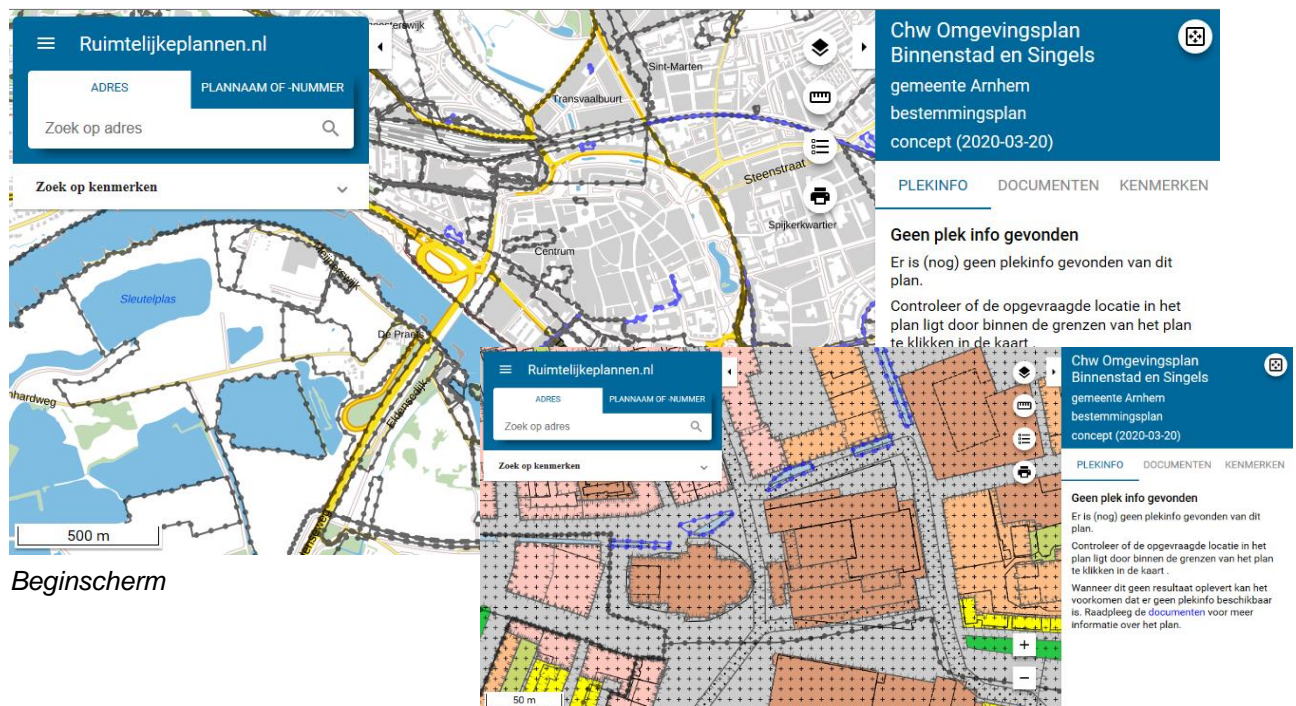 Ruimtelijkeplannen.nl
ADRES
PLANNAAM OF -NUMMER
Zoek op adres
Zoek op kenmerken
Sint-Marten
Transvaalbuurt
Steenstraat
Spijkerkwartier
Centrum
Sleutelplas
De Praets
Eldensedijk
nhardweg
500 m
Chw Omgevingsplan
Binnenstad en Singels
gemeente Arnhem
bestemmingsplan
concept (2020-03-20)
PLEKINFO
DOCUMENTEN
KENMERKEN
Geen plek info gevonden
Er is (nog) geen plekinfo gevonden van dit
plan.
Controleer of de opgevraagde locatie in het
plan ligt door binnen de grenzen van het plan
te klikken in de kaart .
Beginscherm
Ruimtelijkeplannen.nl
ADRES
PLANNAAM OF -NUMMER
Zoek op adres
Zoek op kenmerken
50 m
Chw Omgevingsplan
Binnenstad en Singels
gemeente Arnhem
bestemmingsplan
concept (2020-03-20)
PLEKINFO
DOCUMENTEN
KENMERKEN
Geen plek info gevonden
Er is (nog) geen plekinfo gevonden van dit
plan.
Controleer of de opgevraagde locatie in het
plan ligt door binnen de grenzen van het plan
te klikken in de kaart .
Wanneer dit geen resultaat oplevert kan het
voorkomen dat er geen plekinfo beschikbaar
is. Raadpleeg de documenten voor meer
informatie over het plan.